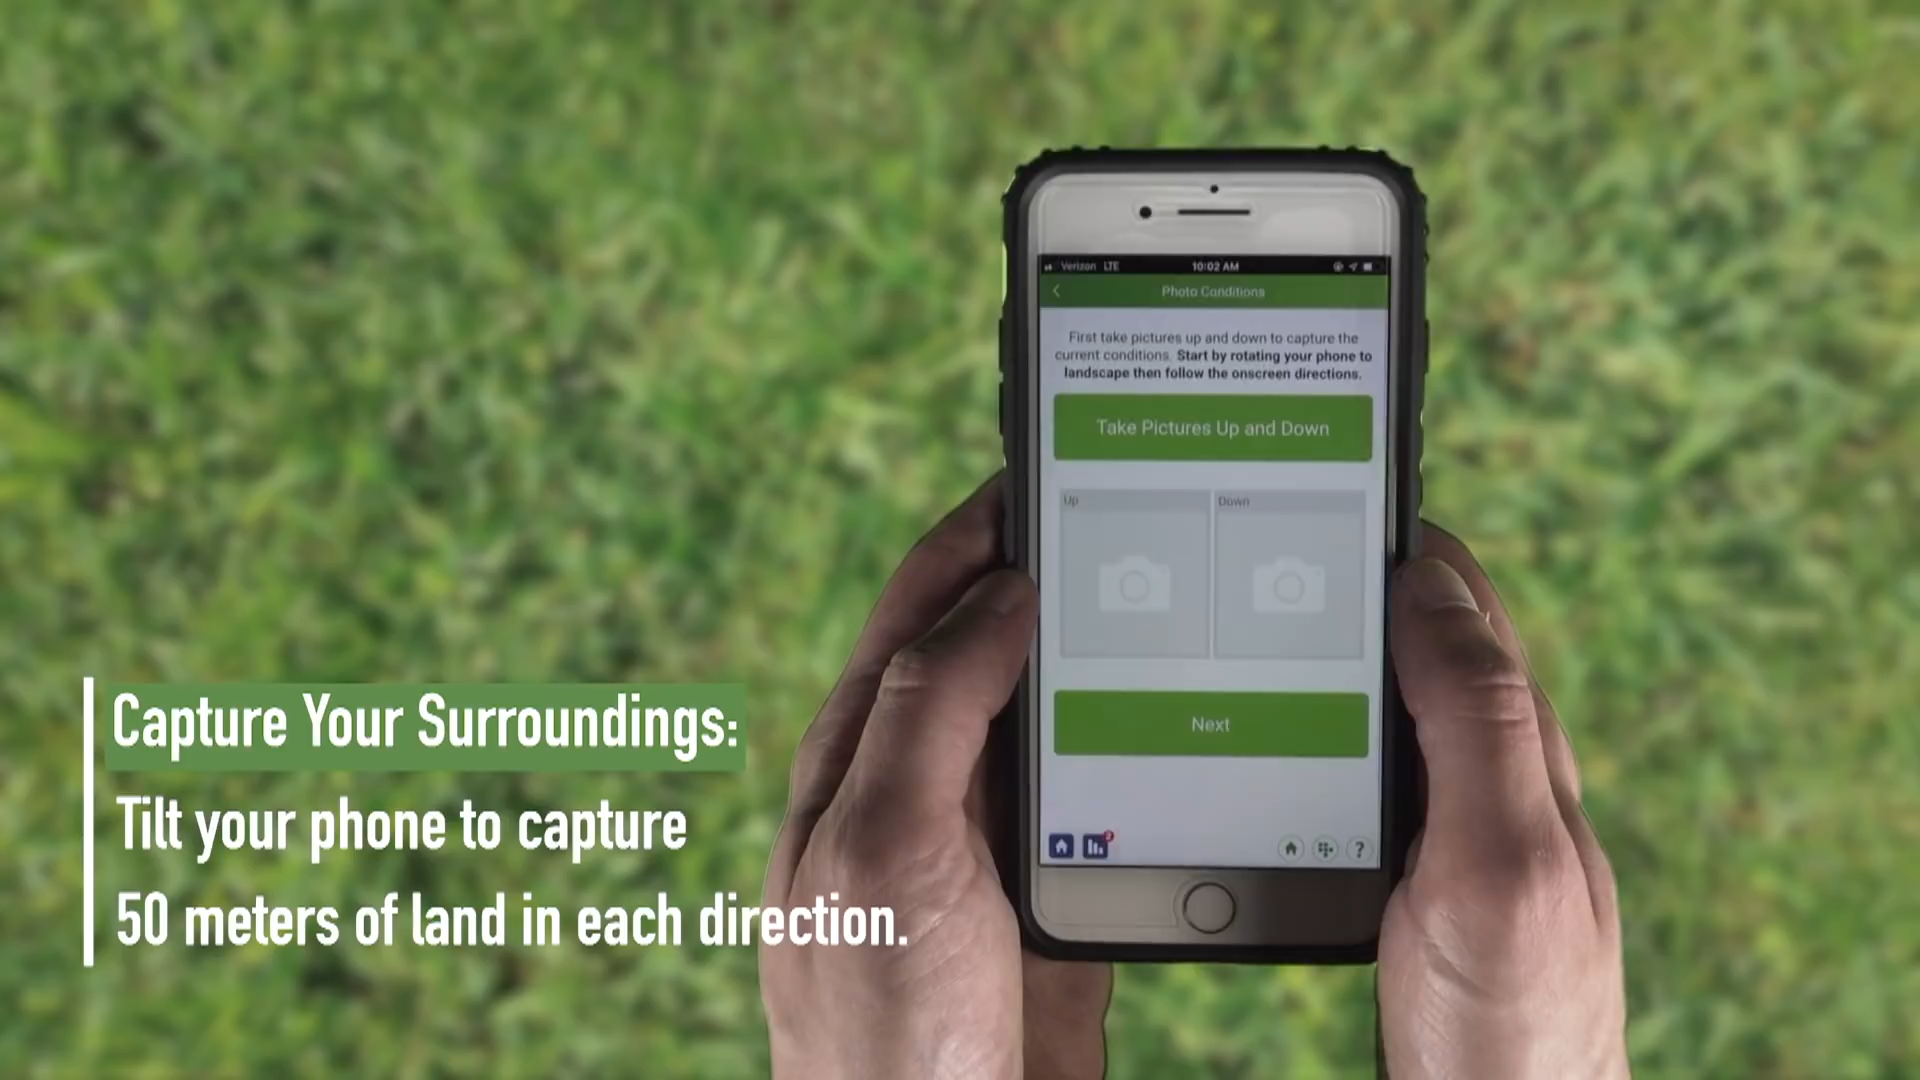 Verizon LTE 10:02 AM
Photo Conditions
First take pictures up and down to capture the
current conditions. Start by rotating your phone to
landscape then follow the onscreen directions.
Take Pictures Up and Down
Up
Down
Next
2
?
Capture Your Surroundings:
Tilt your phone to capture
50 meters of land in each direction.